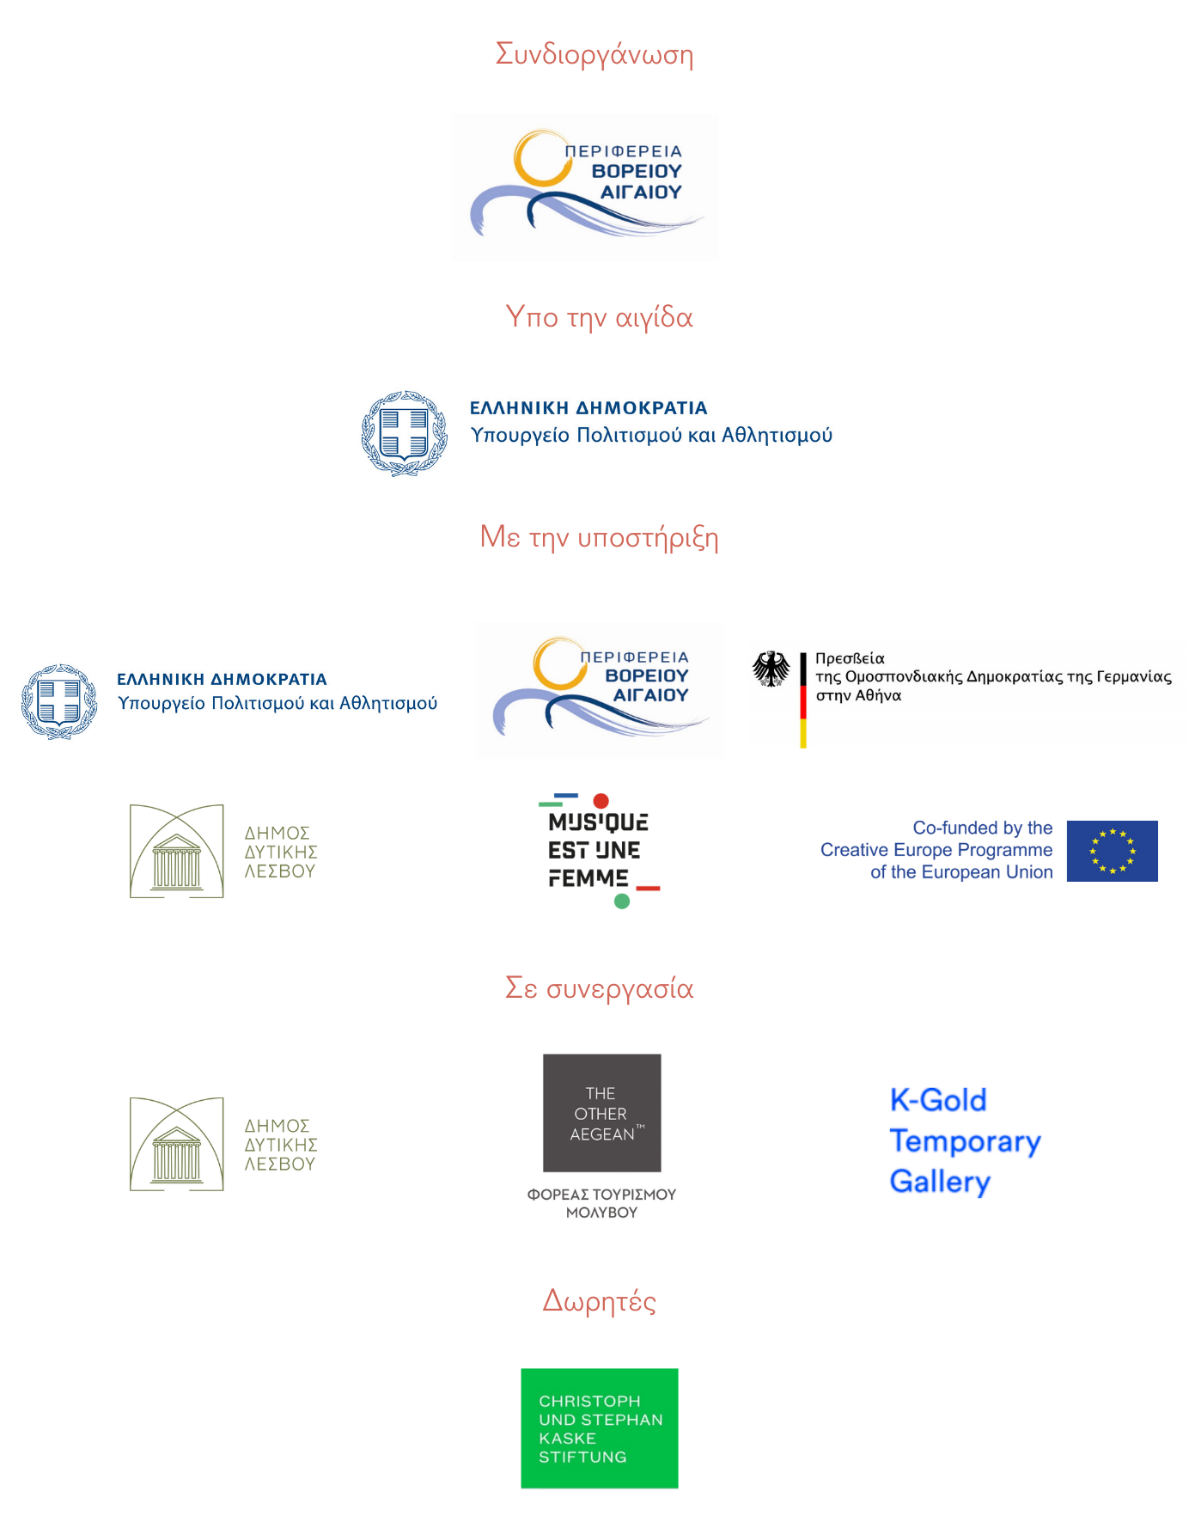 Συνδιοργάνωση
ΠΕΡΙΦΕΡΕΙΑ
ΒΟΡΕΙΟΥ
ΑΙΓΑΙΟΥ
Υπο την αιγίδα
ΕΛΛΗΝΙΚΗ ΔΗΜΟΚΡΑΤΙΑ
Υπουργείο Πολιτισμού και Αθλητισμού
Με την υποστήριξη
ΕΛΛΗΝΙΚΗ ΔΗΜΟΚΡΑΤΙΑ
Υπουργείο Πολιτισμού και Αθλητισμού
ΠΕΡΙΦΕΡΕΙΑ
ΒΟΡΕΙΟΥ
ΑΙΓΑΙΟΥ
Πρεσβεία
της Ομοσπονδιακής Δημοκρατίας της Γερμανίας
στην Αθήνα
ΔΗΜΟΣ
ΔΥΤΙΚΗΣ
ΛΕΣΒΟΥ
MUSIQUE
EST UNE
FEMME
Co-funded by the
Creative Europe Programme
of the European Union
Σε συνεργασία
ΔΗΜΟΣ
ΔΥΤΙΚΗΣ
ΛΕΣΒΟΥ
THE
OTHER
AEGEAN™
ΦΟΡΕΑΣ ΤΟΥΡΙΣΜΟΥ
ΜΟΛΥΒΟΥ
K-Gold
Temporary
Gallery
Δωρητές
CHRISTOPH
UND STEPHAN
KASKE
STIFTUNG